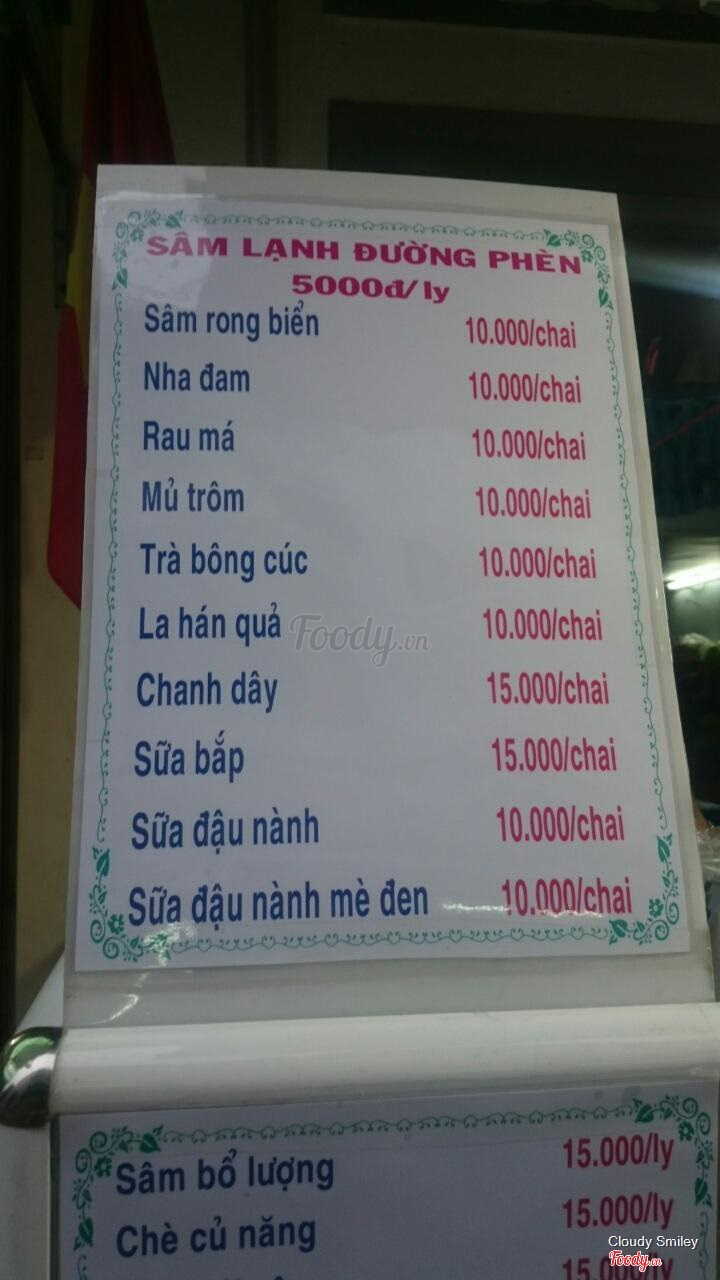 SÂM LẠNH ĐƯỜNG PHÈN
5000đ/ ly
Sâm rong biển 10.000/chai
Nha đam 10.000/chai
Rau má 10.000/chai
Mủ trôm 10.000/chai
Trà bông cúc 10.000/chai
La hán quả 10.000/chai
Foody.vn
Chanh dây 15.000/chai
Sữa bắp 15.000/chai
Sữa đậu nành 10.000/chai
Sữa đậu nành mè đen 10.000/chai
Sâm bổ lượng 15.000/ly
Chè củ năng 15.000/ly
15.000/ly
Cloudy Smiley
Foody.vn